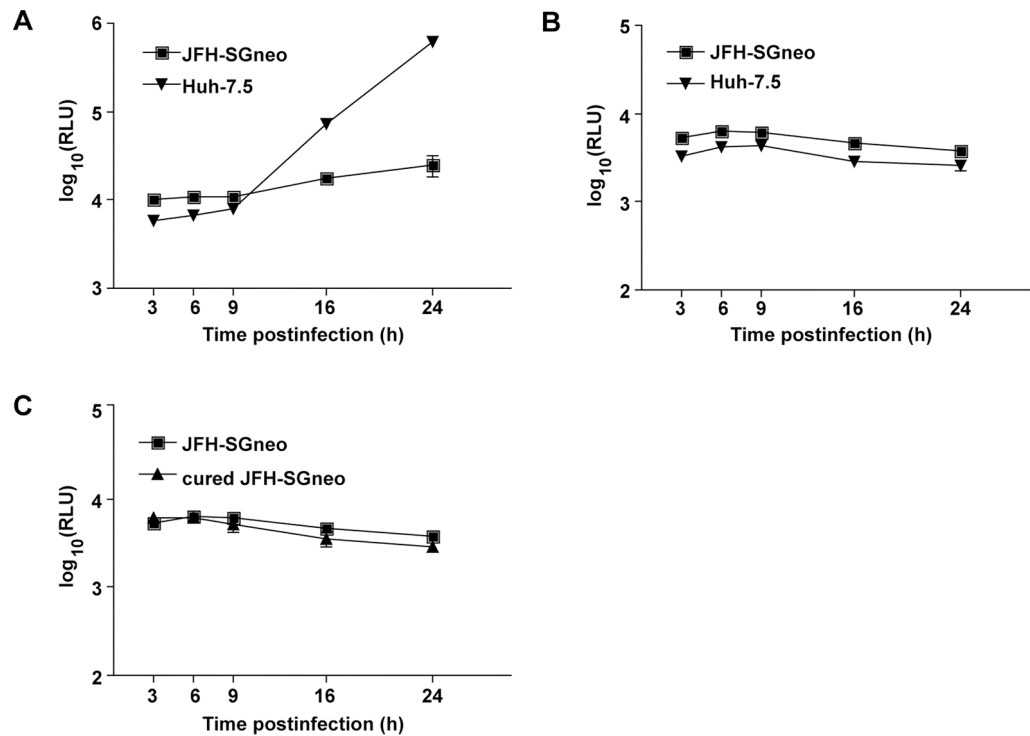 A
6
5
4
3
log10(RLU)
JFH-SGneo
Huh-7.5
3 6 9 16 24
Time postinfection (h)
B
5
4
3
2
log10(RLU)
JFH-SGneo
Huh-7.5
3 6 9 16 24
Time postinfection (h)
C
5
4
3
2
log10(RLU)
JFH-SGneo
cured JFH-SGneo
3 6 9 16 24
Time postinfection (h)